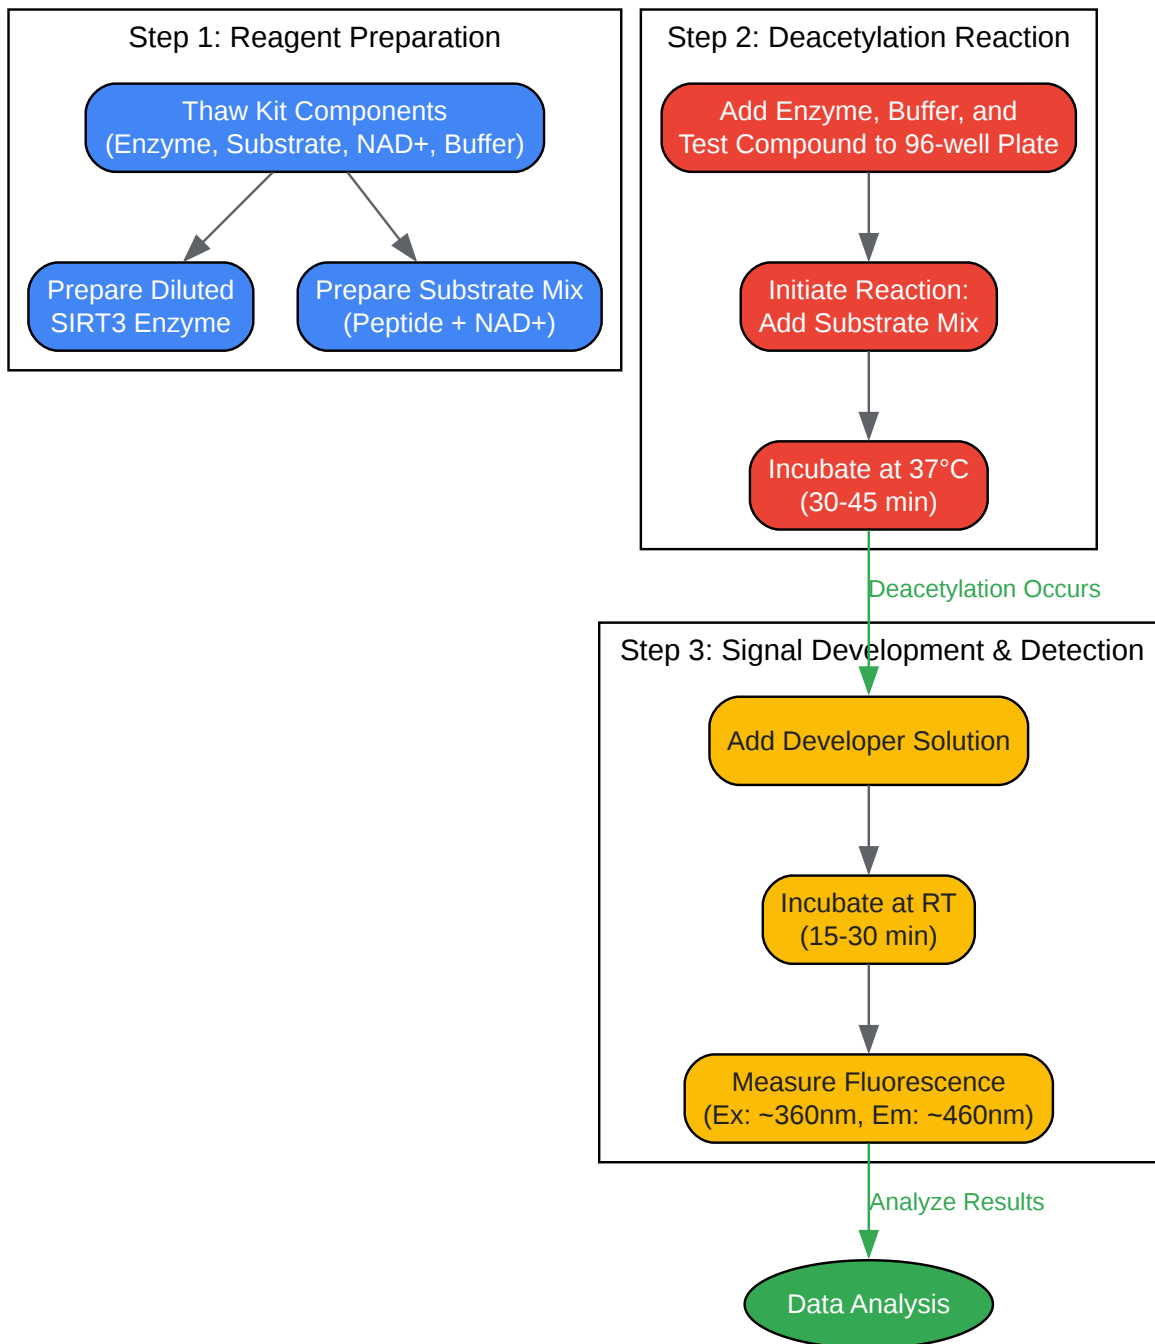 Step 1: Reagent Preparation
Thaw Kit Components
(Enzyme, Substrate, NAD+, Buffer)
Prepare Diluted
SIRT3 Enzyme
Prepare Substrate Mix
(Peptide + NAD+)
Step 2: Deacetylation Reaction
Add Enzyme, Buffer, and
Test Compound to 96-well Plate
Initiate Reaction:
Add Substrate Mix
Incubate at 37°C
(30-45 min)
Deacetylation Occurs
Step 3: Signal Development & Detection
Add Developer Solution
Incubate at RT
(15-30 min)
Measure Fluorescence
(Ex: ~360nm, Em: ~460nm)
Analyze Results
Data Analysis